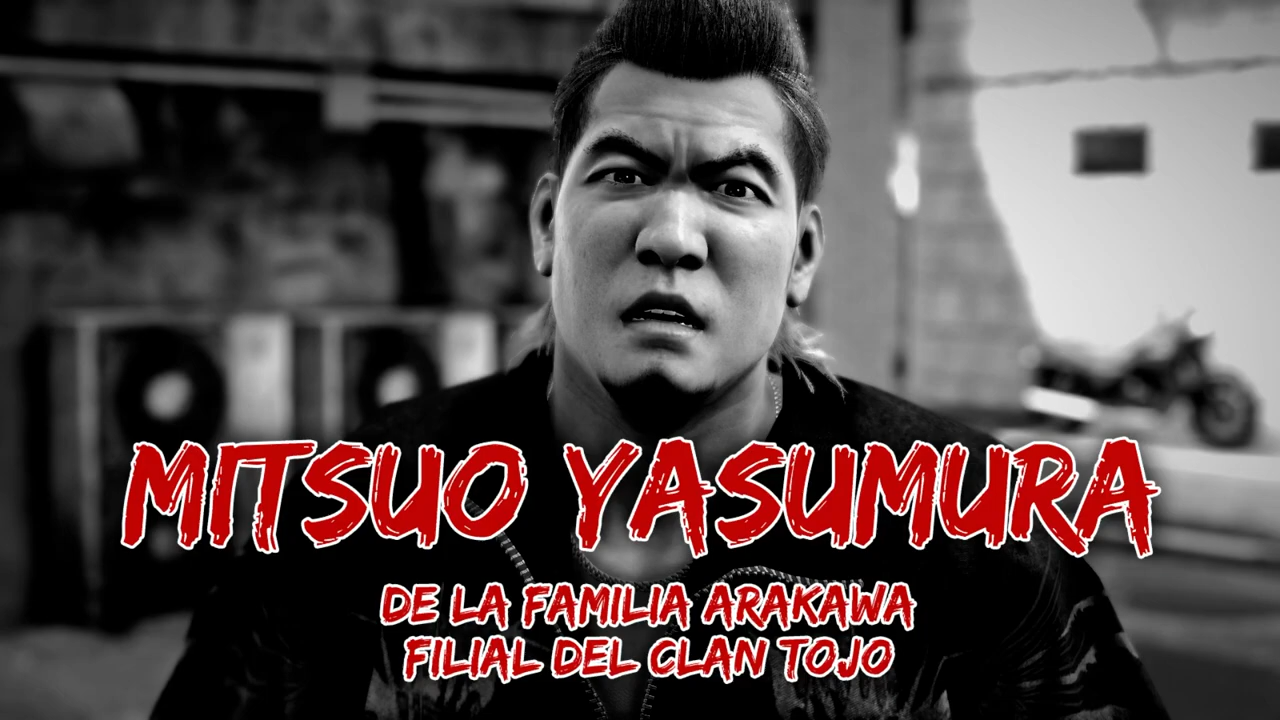 MITSUO YASUMURA
DE LA FAMILIA ARAKAWA
FILIAL DEL CLAN TOJO